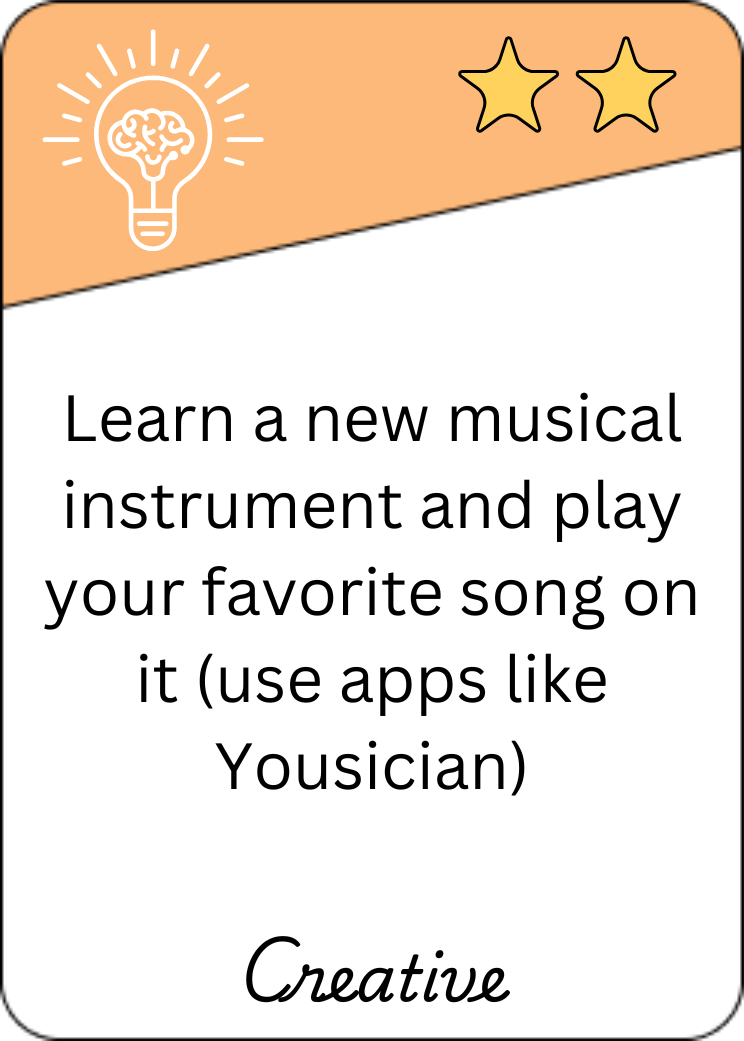 Learn a new musical
instrument and play
your favorite song on
it (use apps like
Yousician)
Creative